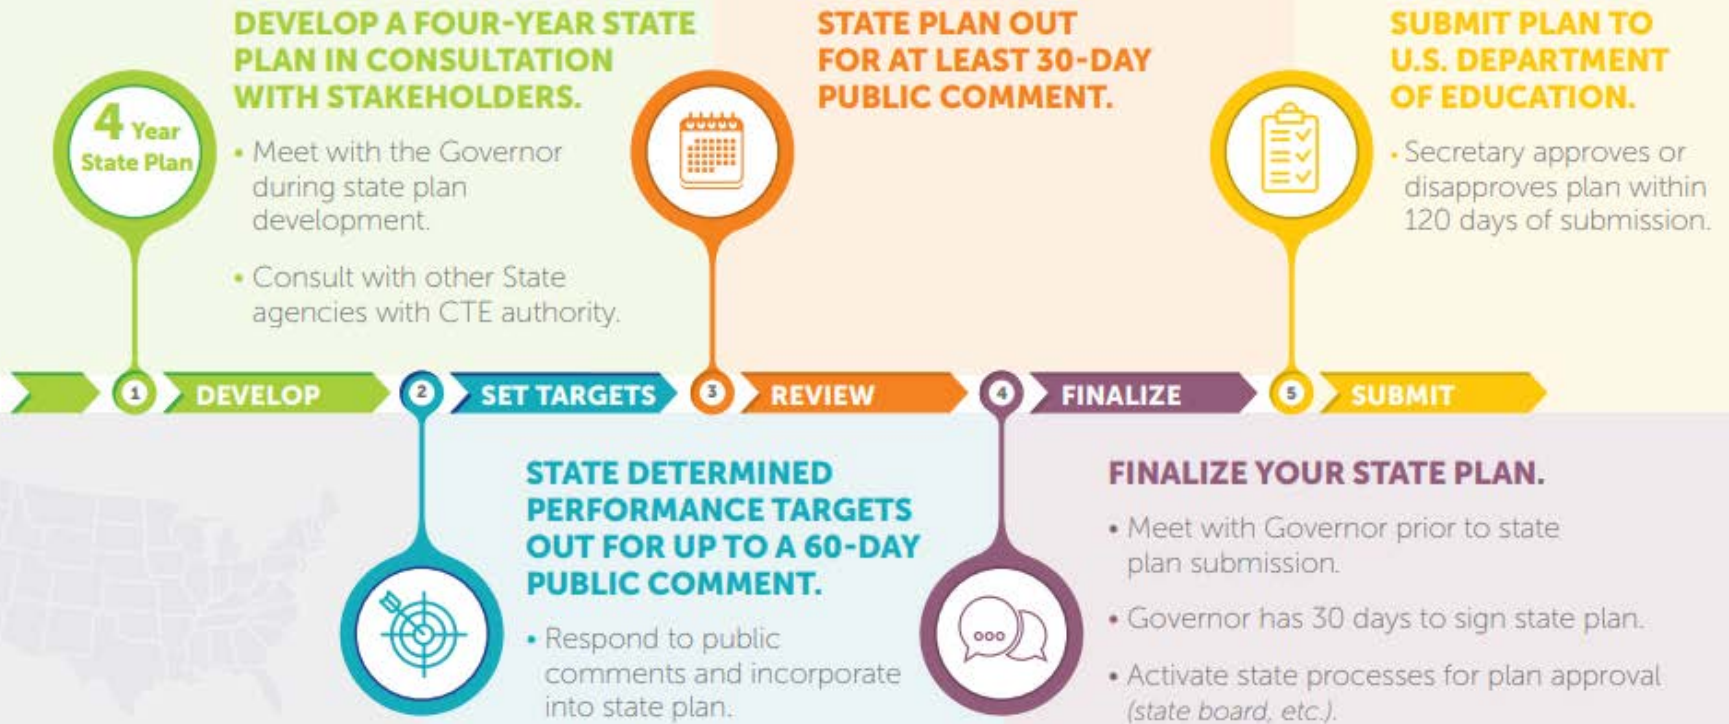 DEVELOP A FOUR-YEAR STATE
PLAN IN CONSULTATION
WITH STAKEHOLDERS.
4 Year
State Plan
• Meet with the Governor
during state plan
development.
• Consult with other State
agencies with CTE authority.
STATE PLAN OUT
FOR AT LEAST 30-DAY
PUBLIC COMMENT.
SUBMIT PLAN TO
U.S. DEPARTMENT
OF EDUCATION.
• Secretary approves or
disapproves plan within
120 days of submission.
1 DEVELOP 2 SET TARGETS 3 REVIEW 4 FINALIZE 5 SUBMIT
STATE DETERMINED
PERFORMANCE TARGETS
OUT FOR UP TO A 60-DAY
PUBLIC COMMENT.
• Respond to public
comments and incorporate
into state plan.
FINALIZE YOUR STATE PLAN.
• Meet with Governor prior to state
plan submission.
• Governor has 30 days to sign state plan.
• Activate state processes for plan approval
(state board, etc.).